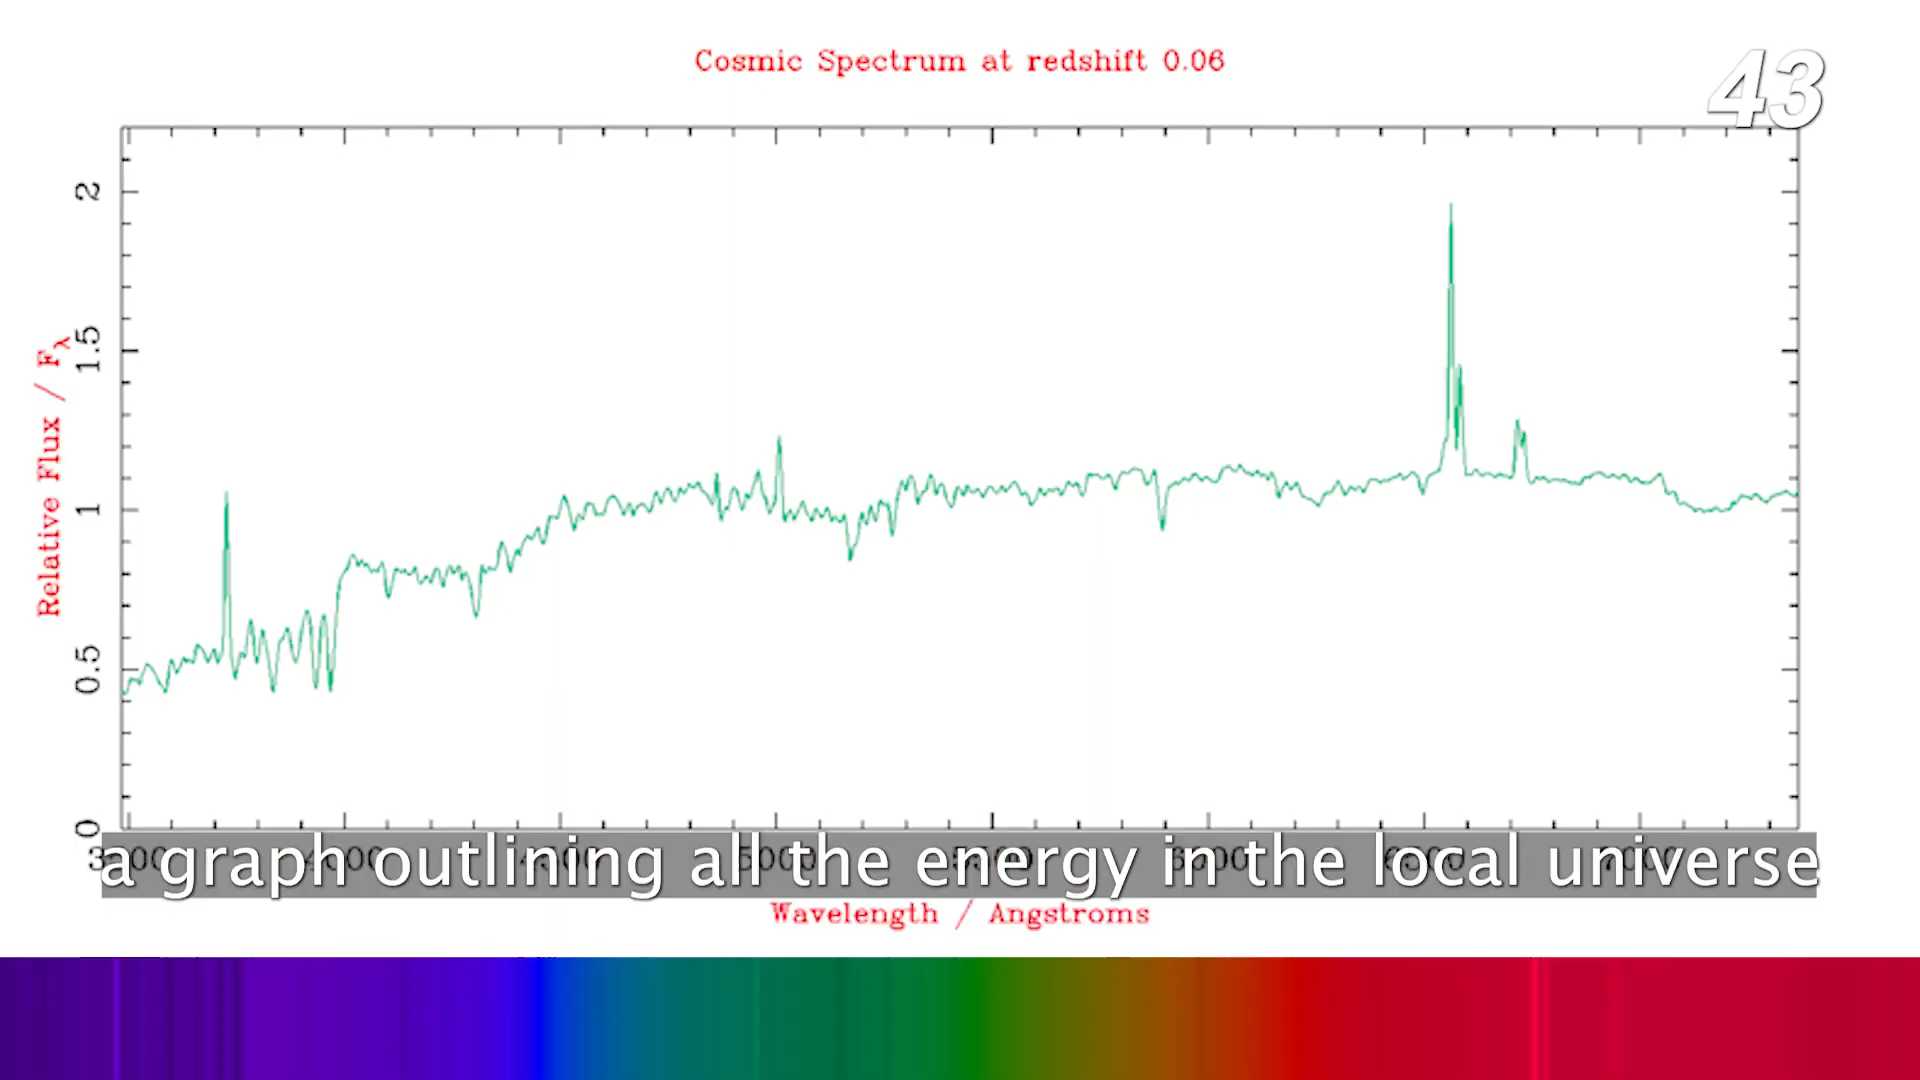 Cosmic Spectrum at redshift 0.06
43
2
1.5
1
0.5
0
Relative Flux / Fλ
a graph outlining all the energy in the local universe
Wavelength / Angstroms